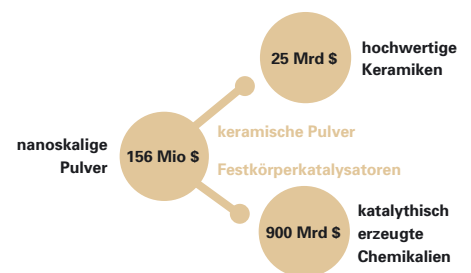 25 Mrd $
hochwertige
Keramiken
nanoskalige
Pulver
156 Mio $
keramische Pulver
Festkörperkatalysatoren
900 Mrd $
katalythisch
erzeugte
Chemikalien